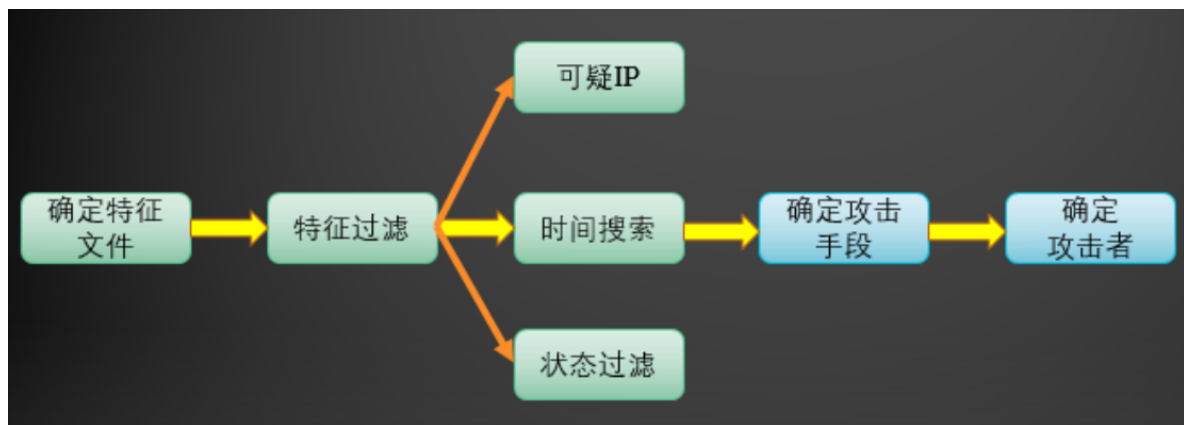 可疑IP
确定特征
文件
特征过滤
时间搜索
确定攻击
手段
确定
攻击者
状态过滤